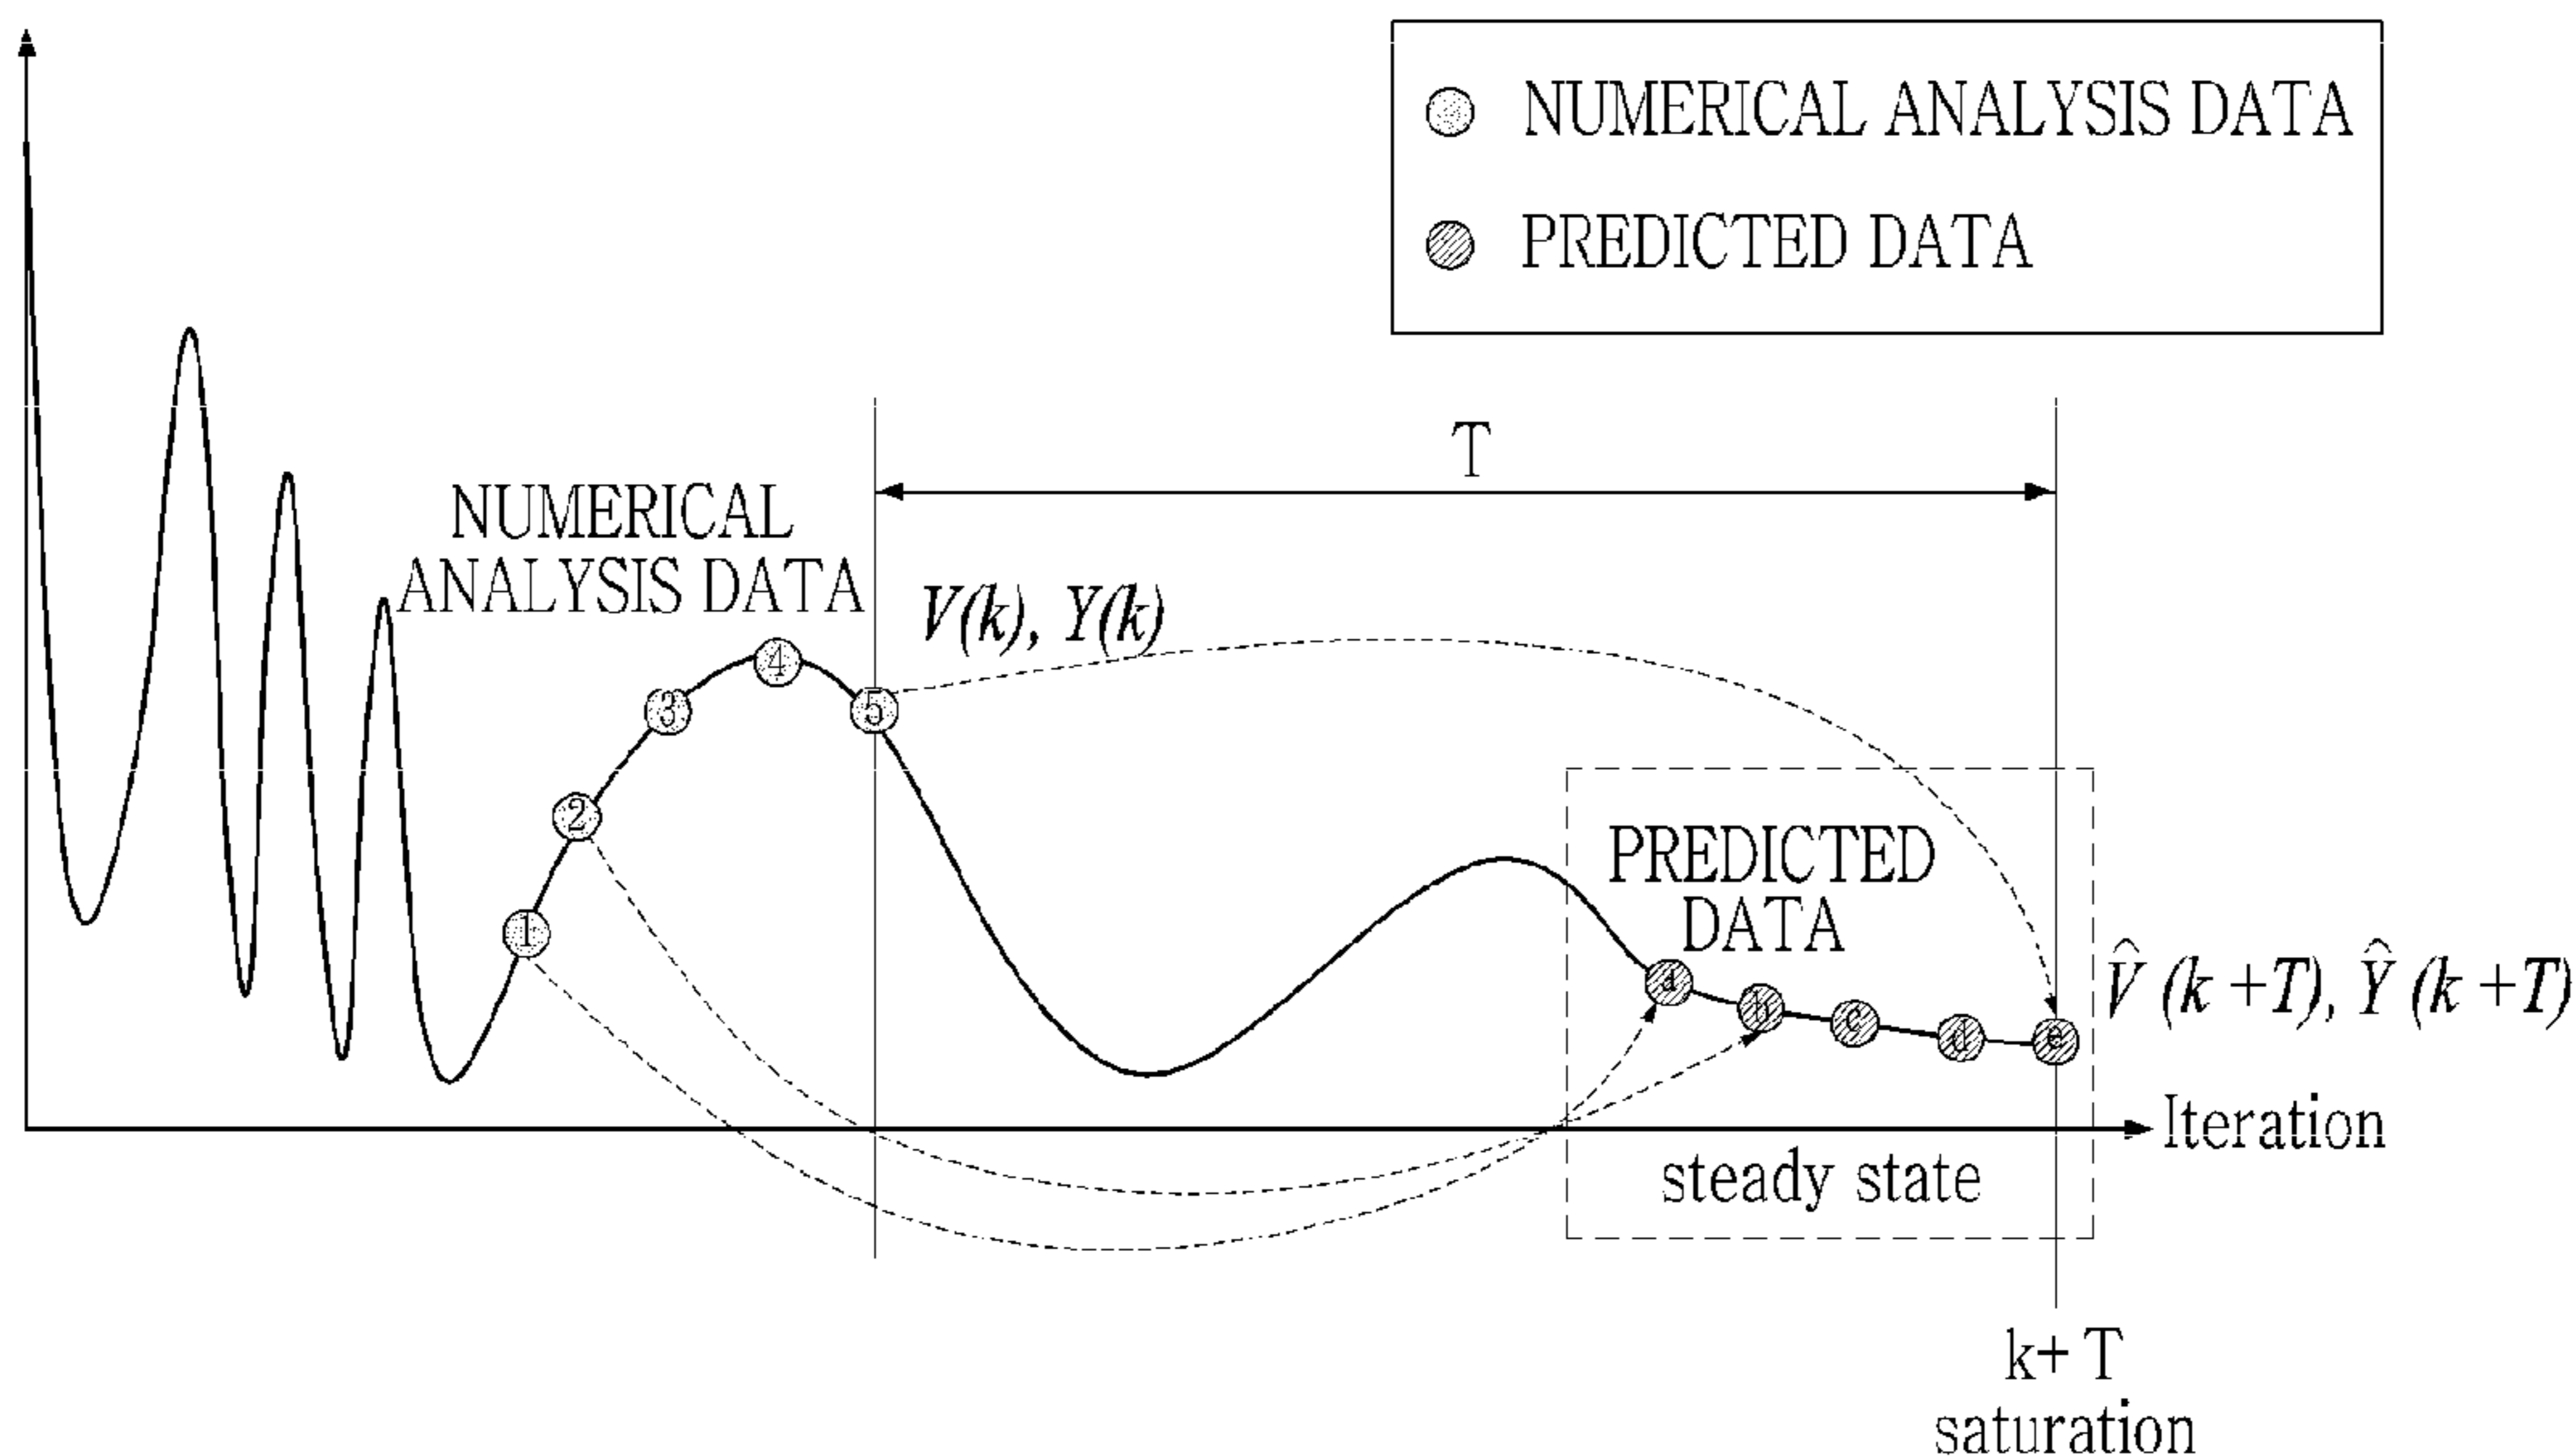 NUMERICAL ANALYSIS DATA
PREDICTED DATA
T
NUMERICAL
ANALYSIS DATA
V(k), Y(k)
4
3
5
2
PREDICTED
DATA
1
d
b
c
d
e
V̂ (k +T), Ŷ (k +T)
Iteration
steady state
k+ T
saturation